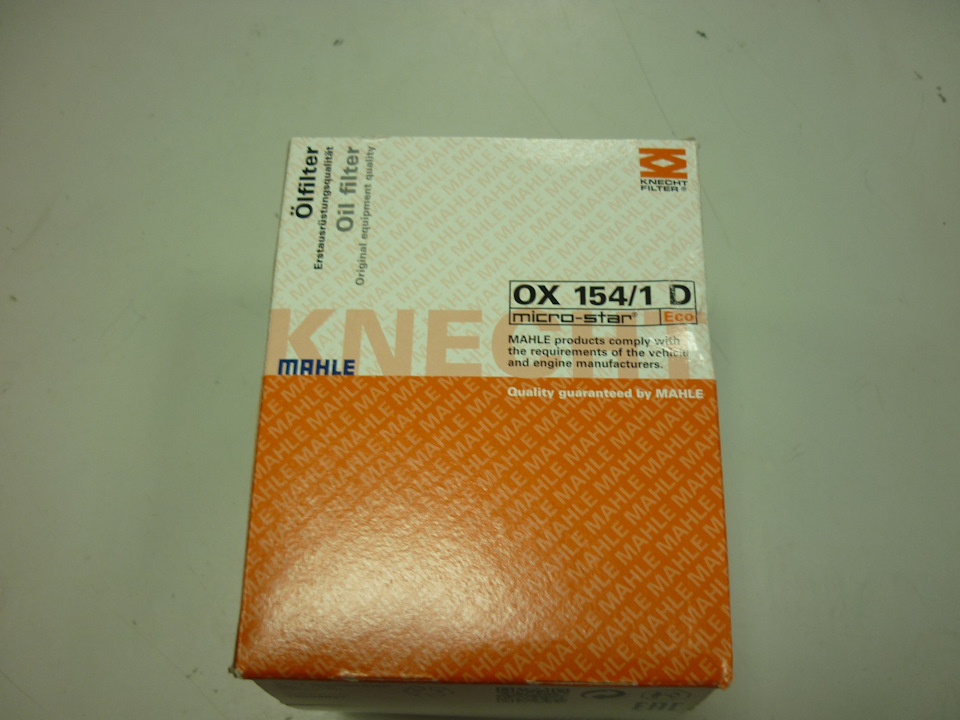 Ölfilter
Erstausrüstungsqualität
Oil filter
Original equipment quality
KNECHT
FILTER®
OX 154/1 D
micro-star® Eco
MAHLE products comply with
the requirements of the vehicle
and engine manufacturers.
KNECHT
MAHLE
Quality guaranteed by MAHLE
EAC